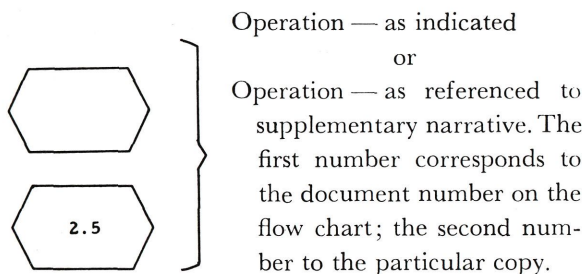 Operation — as indicated
or
Operation — as referenced to
supplementary narrative. The
first number corresponds to
the document number on the
2.5
flow chart; the second num-
ber to the particular copy.